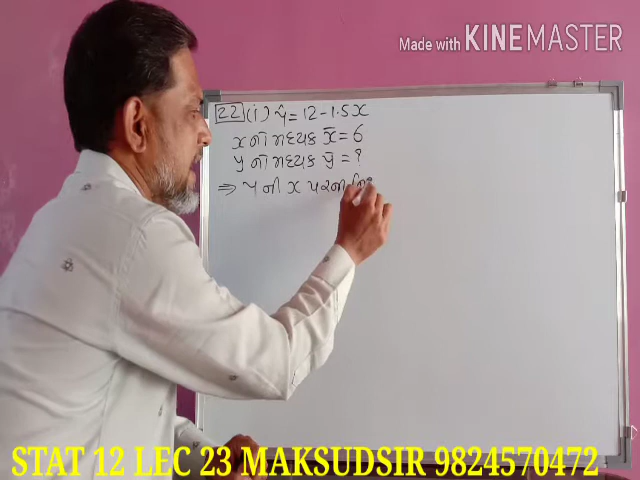 Made with KINEMASTER
22 (i) ŷ = 12 - 1.5x
x નો મધ્યક x̄ = 6
y નો મધ્યક ȳ = ?
⇒ y ની x પરની
STAT 12 LEC 23 MAKSUDSIR 9824570472